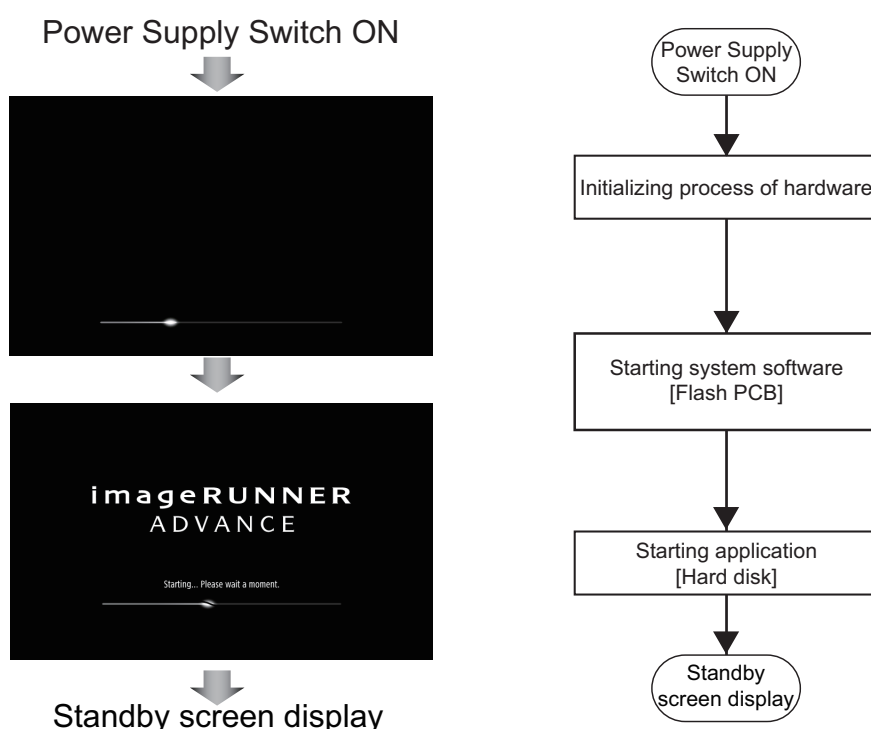 Power Supply Switch ON
imageRUNNER
ADVANCE
Starting... Please wait a moment.
Standby screen display
Power Supply
Switch ON
Initializing process of hardware
Starting system software
[Flash PCB]
Starting application
[Hard disk]
Standby
screen display